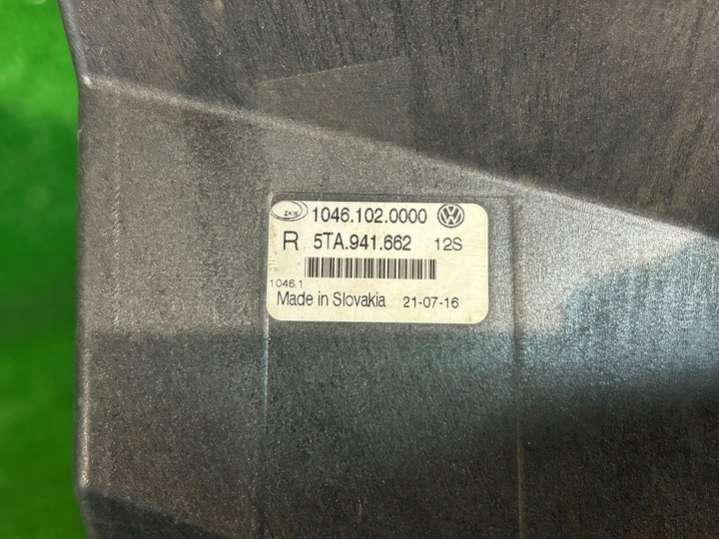 1046.102.0000
R 5TA.941.662 12S
1046.1
Made in Slovakia 21-07-16